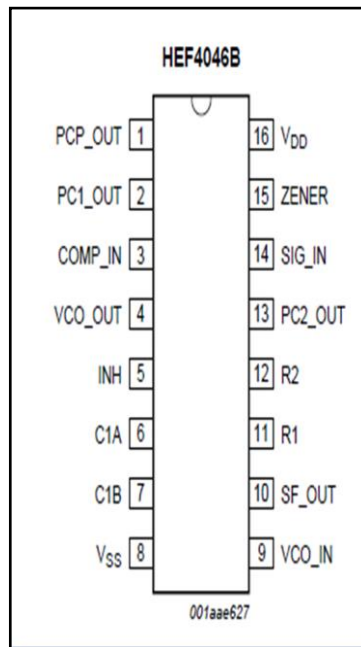 HEF4046B
PCP_OUT 1 16 VDD
PC1_OUT 2 15 ZENER
COMP_IN 3 14 SIG_IN
VCO_OUT 4 13 PC2_OUT
INH 5 12 R2
C1A 6 11 R1
C1B 7 10 SF_OUT
VSS 8 9 VCO_IN
001aae627